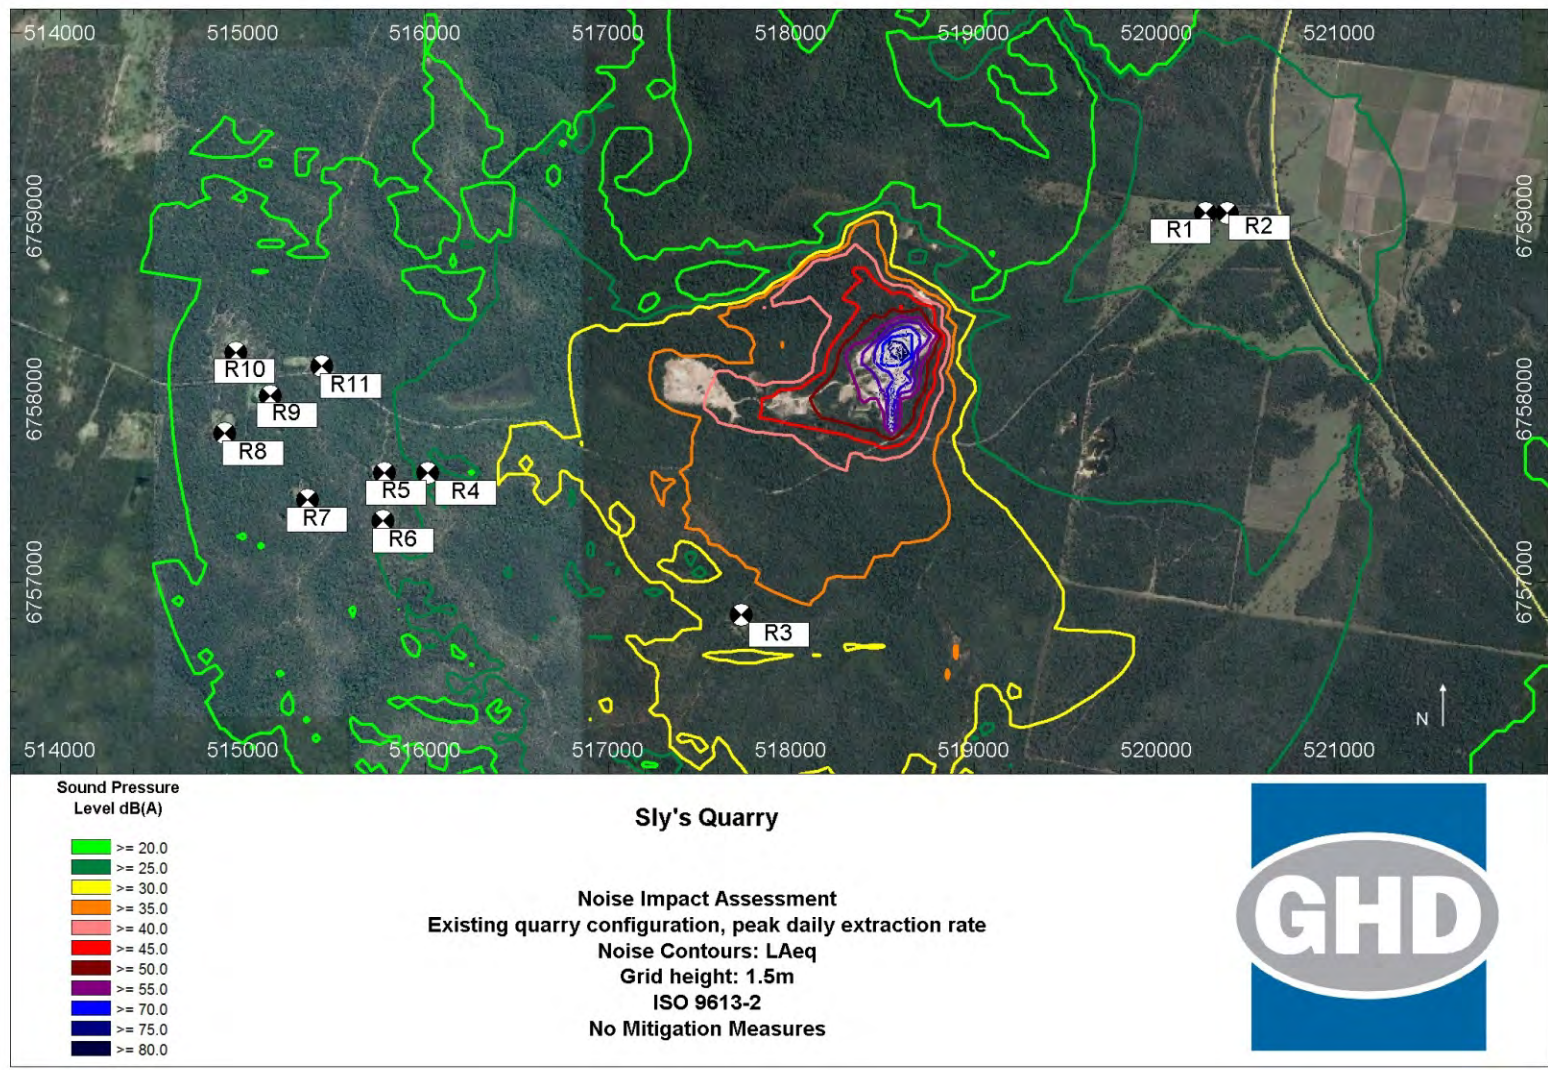 514000 515000 516000 517000 518000 519000 520000 521000
6759000
6759000
R1
R2
6758000
6758000
R10
R11
R9
R8
R5
R4
R7
R6
6757000
6757000
R3
N
514000 515000 516000 517000 518000 519000 520000 521000
Sound Pressure
Level dB(A)
>= 20.0
>= 25.0
>= 30.0
>= 35.0
>= 40.0
>= 45.0
>= 50.0
>= 55.0
>= 70.0
>= 75.0
>= 80.0
Sly's Quarry
Noise Impact Assessment
Existing quarry configuration, peak daily extraction rate
Noise Contours: LAeq
Grid height: 1.5m
ISO 9613-2
No Mitigation Measures
GHD